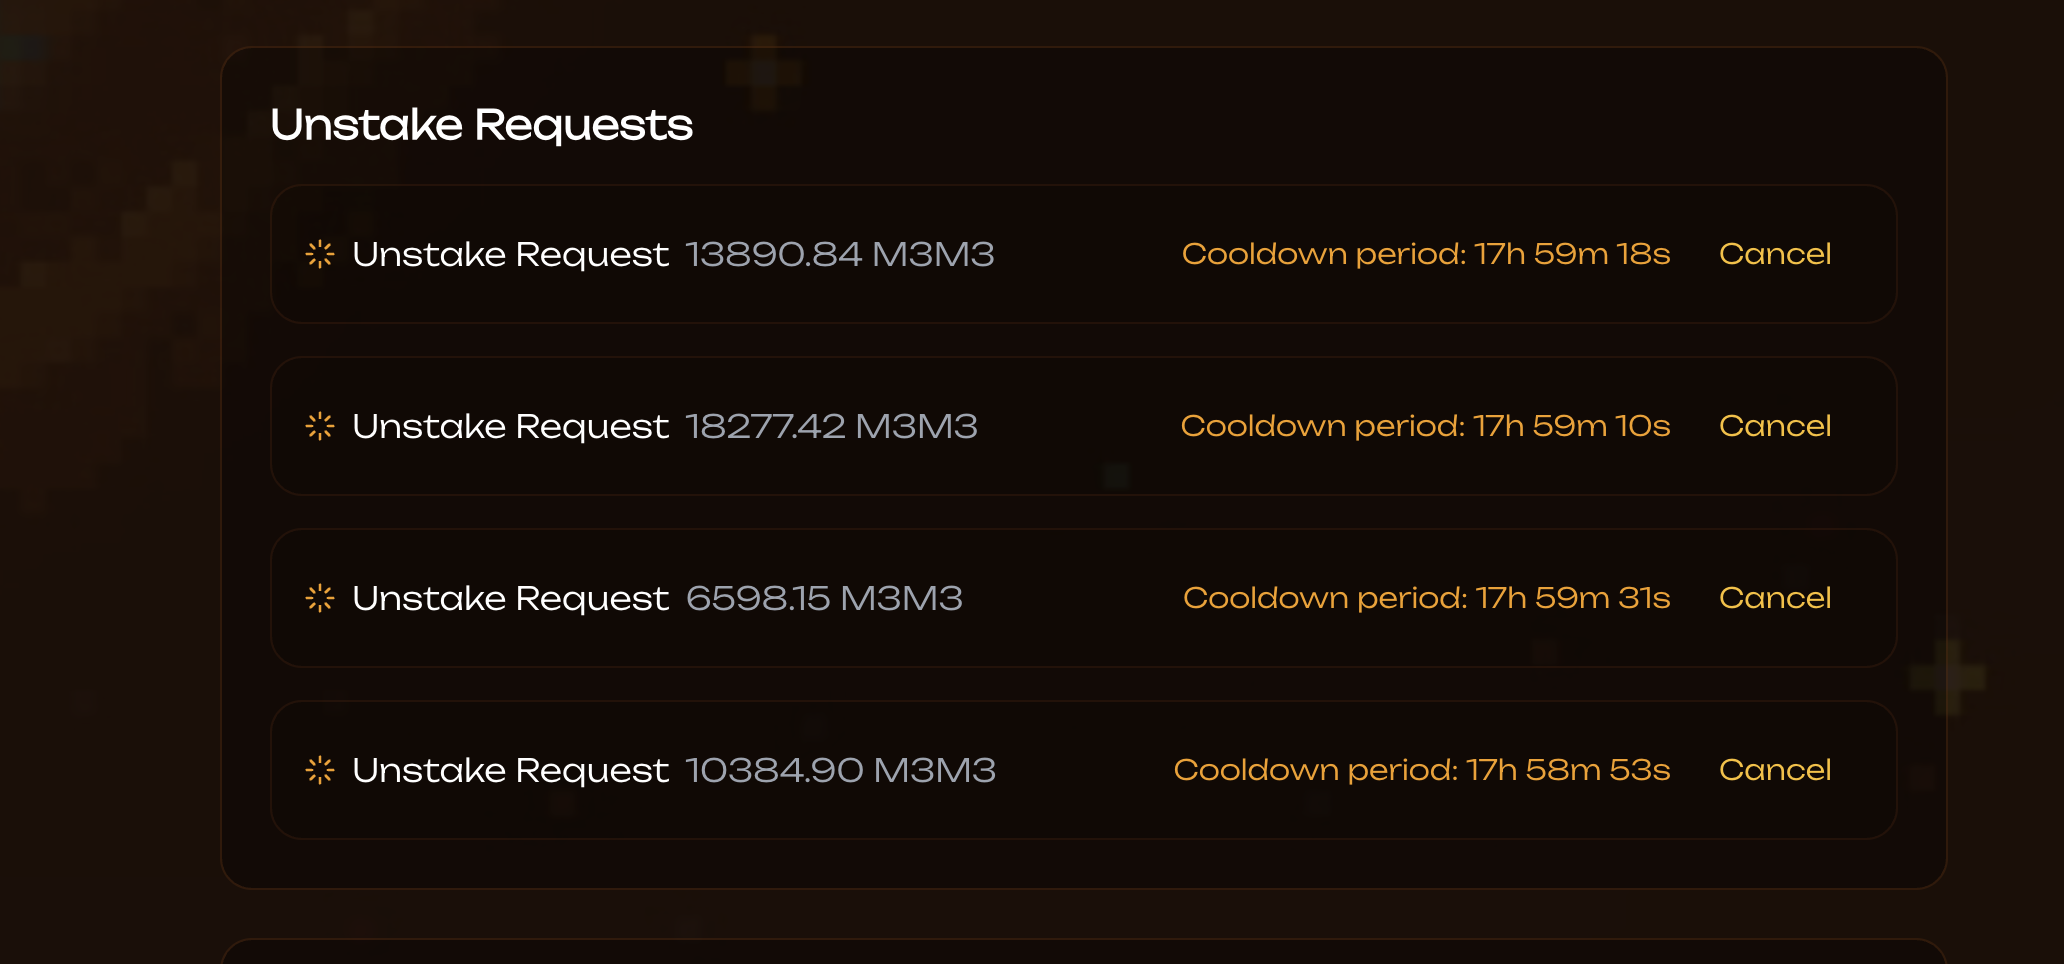 Unstake Requests
Unstake Request 13890.84 M3M3 Cooldown period: 17h 59m 18s Cancel
Unstake Request 18277.42 M3M3 Cooldown period: 17h 59m 10s Cancel
Unstake Request 6598.15 M3M3 Cooldown period: 17h 59m 31s Cancel
Unstake Request 10384.90 M3M3 Cooldown period: 17h 58m 53s Cancel